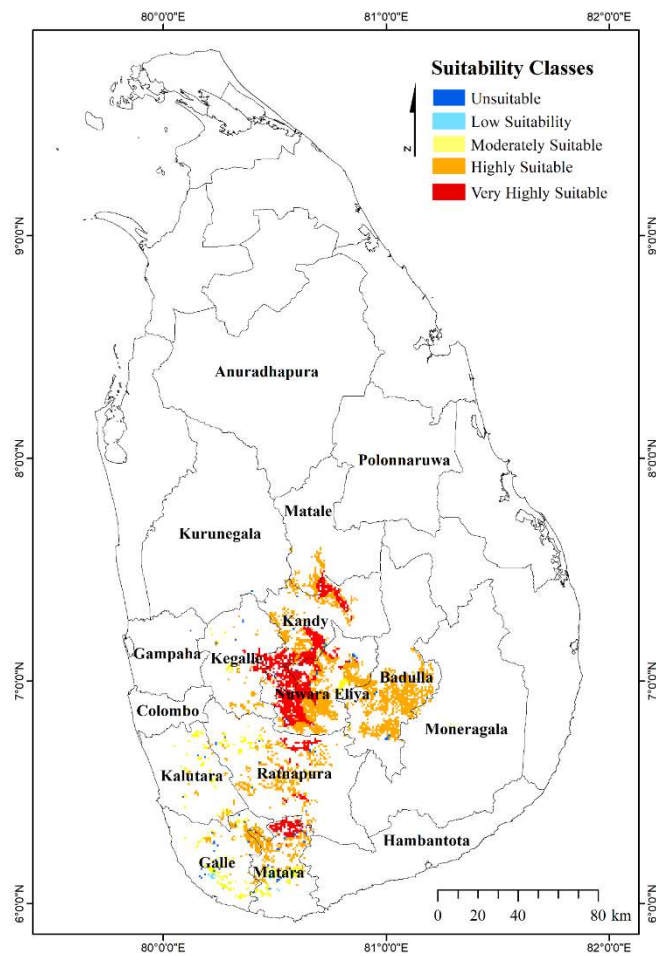 80°0'0"E 81°0'0"E 82°0'0"E
Suitability Classes
Unsuitable
Low Suitability
Moderately Suitable
Highly Suitable
Very Highly Suitable
N
9°0'0"N
9°0'0"N
Anuradhapura
8°0'0"N
Polonnaruwa
8°0'0"N
Matale
Kurunegala
Kandy
Gampaha
Kegalle
7°0'0"N
Nuwara Eliya
Badulla
7°0'0"N
Colombo
Moneragala
Kalutara
Ratnapura
Hambantota
Galle
Matara
6°0'0"N
0 20 40 80 km
6°0'0"N
80°0'0"E 81°0'0"E 82°0'0"E